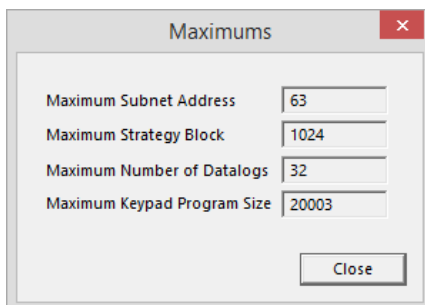 Maximums
Maximum Subnet Address 63
Maximum Strategy Block 1024
Maximum Number of Datalogs 32
Maximum Keypad Program Size 20003
Close